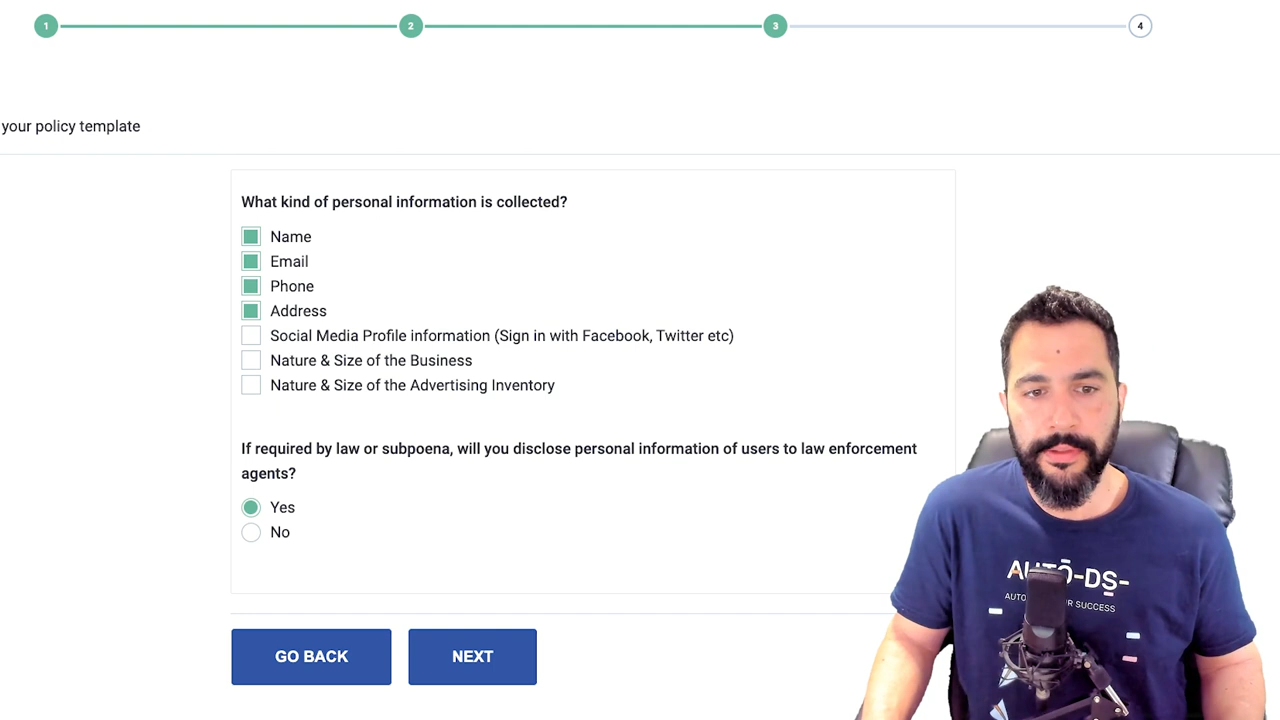 1 2 3 4
your policy template
What kind of personal information is collected?
Name
Email
Phone
Address
Social Media Profile information (Sign in with Facebook, Twitter etc)
Nature & Size of the Business
Nature & Size of the Advertising Inventory
If required by law or subpoena, will you disclose personal information of users to law enforcement
agents?
Yes
No
GO BACK NEXT
AUTO-DS-
SUCCESS